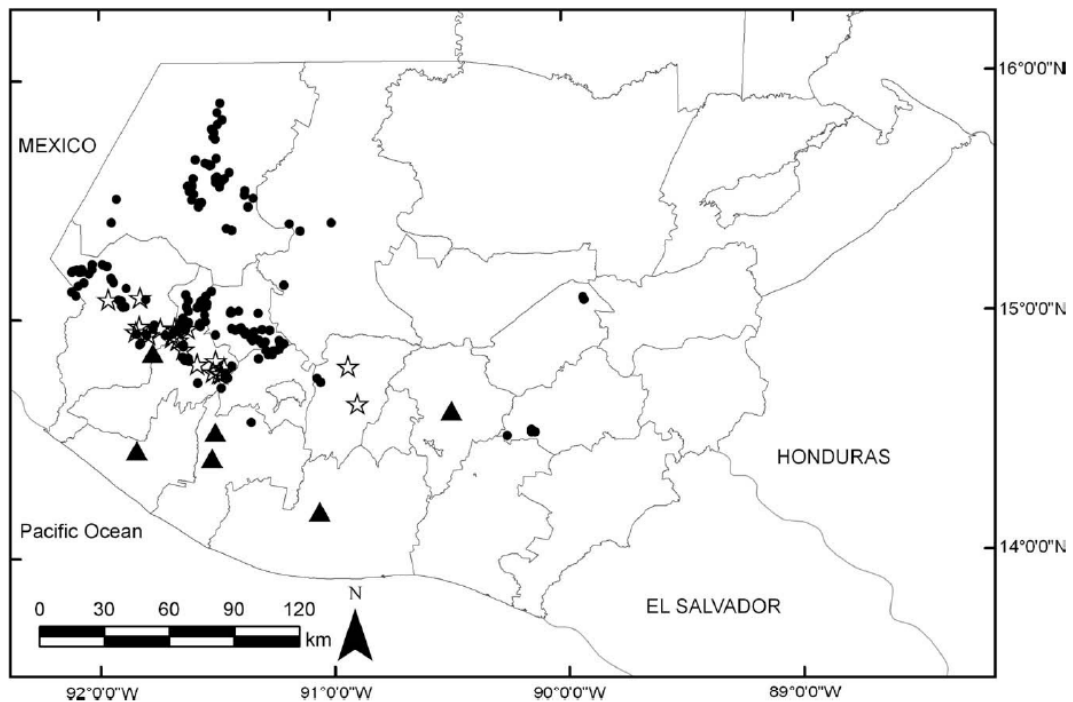 16°0'0"N
MEXICO
15°0'0"N
HONDURAS
Pacific Ocean
14°0'0"N
N
0 30 60 90 120
EL SALVADOR
km
92°0'0"W 91°0'0"W 90°0'0"W 89°0'0"W